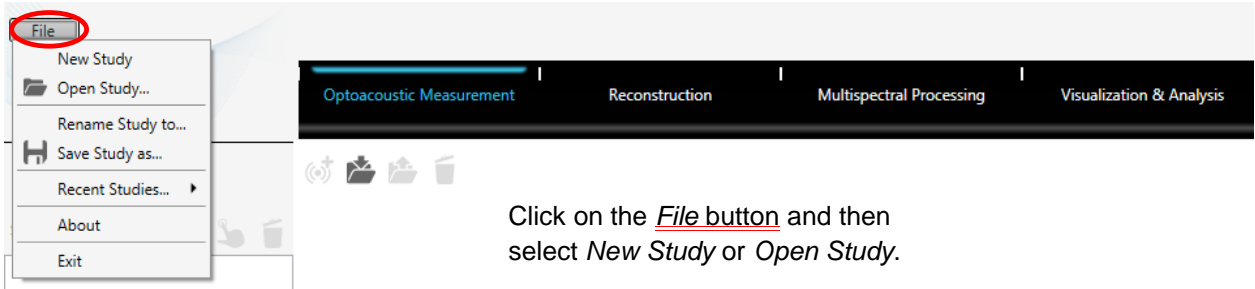 File
New Study
Open Study...
Rename Study to...
Save Study as...
Recent Studies...
About
Exit
Optoacoustic Measurement
Reconstruction
Multispectral Processing
Visualization & Analysis
Click on the File button and then
select New Study or Open Study.